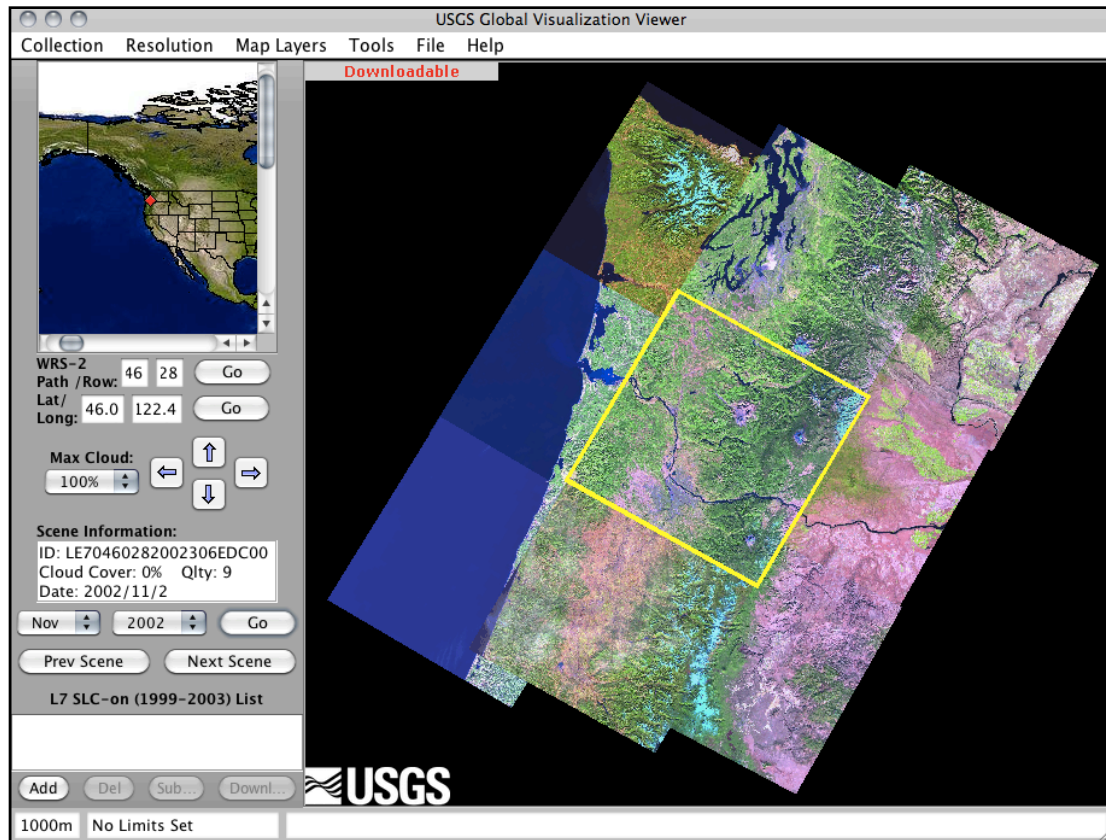 USGS Global Visualization Viewer
Collection Resolution Map Layers Tools File Help
Downloadable
WRS-2
Path /Row: 46 28 Go
Lat/
Long: 46.0 122.4 Go
Max Cloud:
100%
Scene Information:
ID: LE70460282002306EDC00
Cloud Cover: 0% Qlty: 9
Date: 2002/11/2
Nov 2002 Go
Prev Scene Next Scene
L7 SLC-on (1999-2003) List
Add Del Sub... Downl...
USGS
1000m No Limits Set